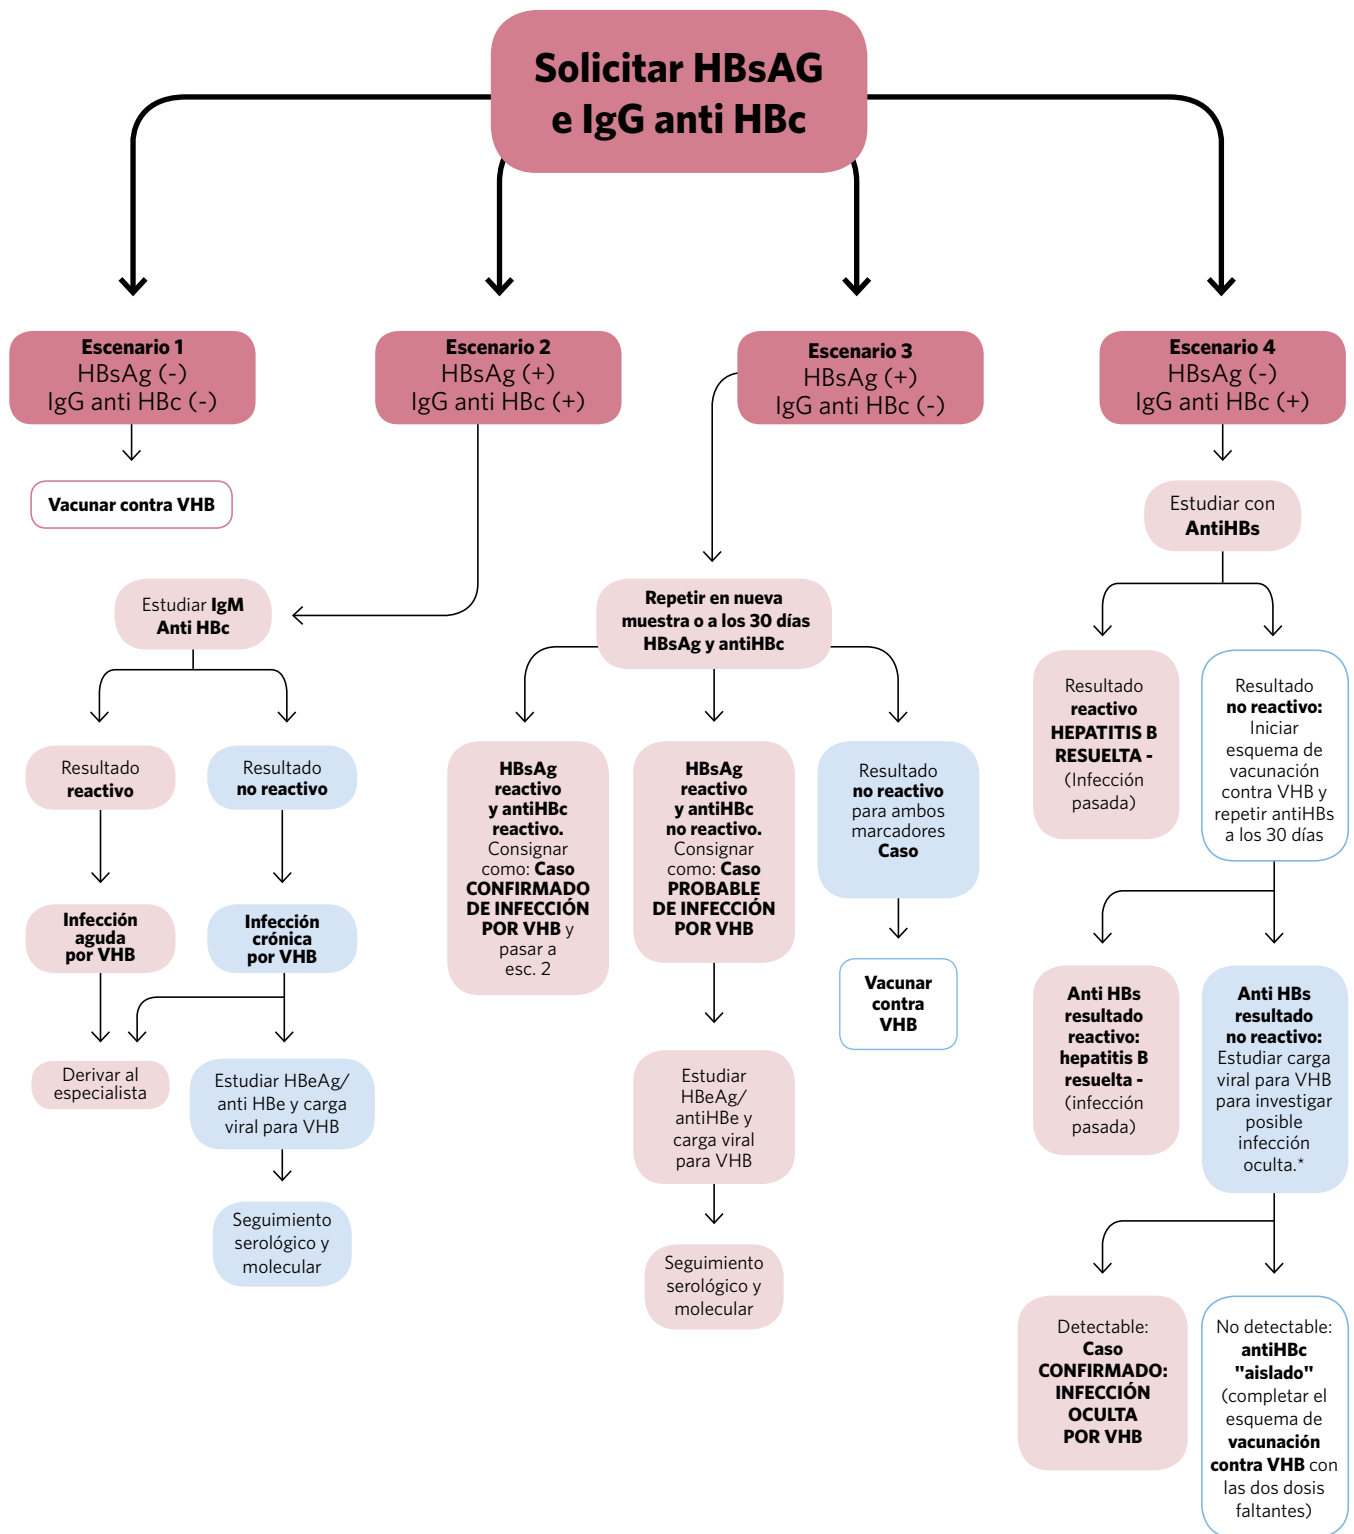 Solicitar HBsAG
e IgG anti HBc
Escenario 1
HBsAg (-)
IgG anti HBc (-)
Vacunar contra VHB
Escenario 2
HBsAg (+)
IgG anti HBc (+)
Estudiar IgM
Anti HBc
Resultado
reactivo
Resultado
no reactivo
Infección
aguda
por VHB
Infección
crónica
por VHB
Derivar al
especialista
Estudiar HBeAg/
anti HBe y carga
viral para VHB
Seguimiento
serológico y
molecular
Escenario 3
HBsAg (+)
IgG anti HBc (-)
Repetir en nueva
muestra o a los 30 días
HBsAg y antiHBc
HBsAg
reactivo
y antiHBc
reactivo.
Consignar
como: Caso
CONFIRMADO
DE INFECCIÓN
POR VHB y
pasar a
esc. 2
HBsAg
reactivo
y antiHBc
no reactivo.
Consignar
como: Caso
PROBABLE
DE INFECCIÓN
POR VHB
Resultado
no reactivo
para ambos
marcadores
Caso
Vacunar
contra
VHB
Estudiar
HBeAg/
antiHBe y
carga viral
para VHB
Seguimiento
serológico y
molecular
Escenario 4
HBsAg (-)
IgG anti HBc (+)
Estudiar con
AntiHBs
Resultado
reactivo
HEPATITIS B
RESUELTA -
(Infección
pasada)
Resultado
no reactivo:
Iniciar
esquema de
vacunación
contra VHB y
repetir antiHBs
a los 30 días
Anti HBs
resultado
reactivo:
hepatitis B
resuelta -
(infección
pasada)
Anti HBs
resultado
no reactivo:
Estudiar carga
viral para VHB
para investigar
posible
infección
oculta.*
Detectable:
Caso
CONFIRMADO:
INFECCIÓN
OCULTA
POR VHB
No detectable:
antiHBc
"aislado"
(completar el
esquema de
vacunación
contra VHB con
las dos dosis
faltantes)